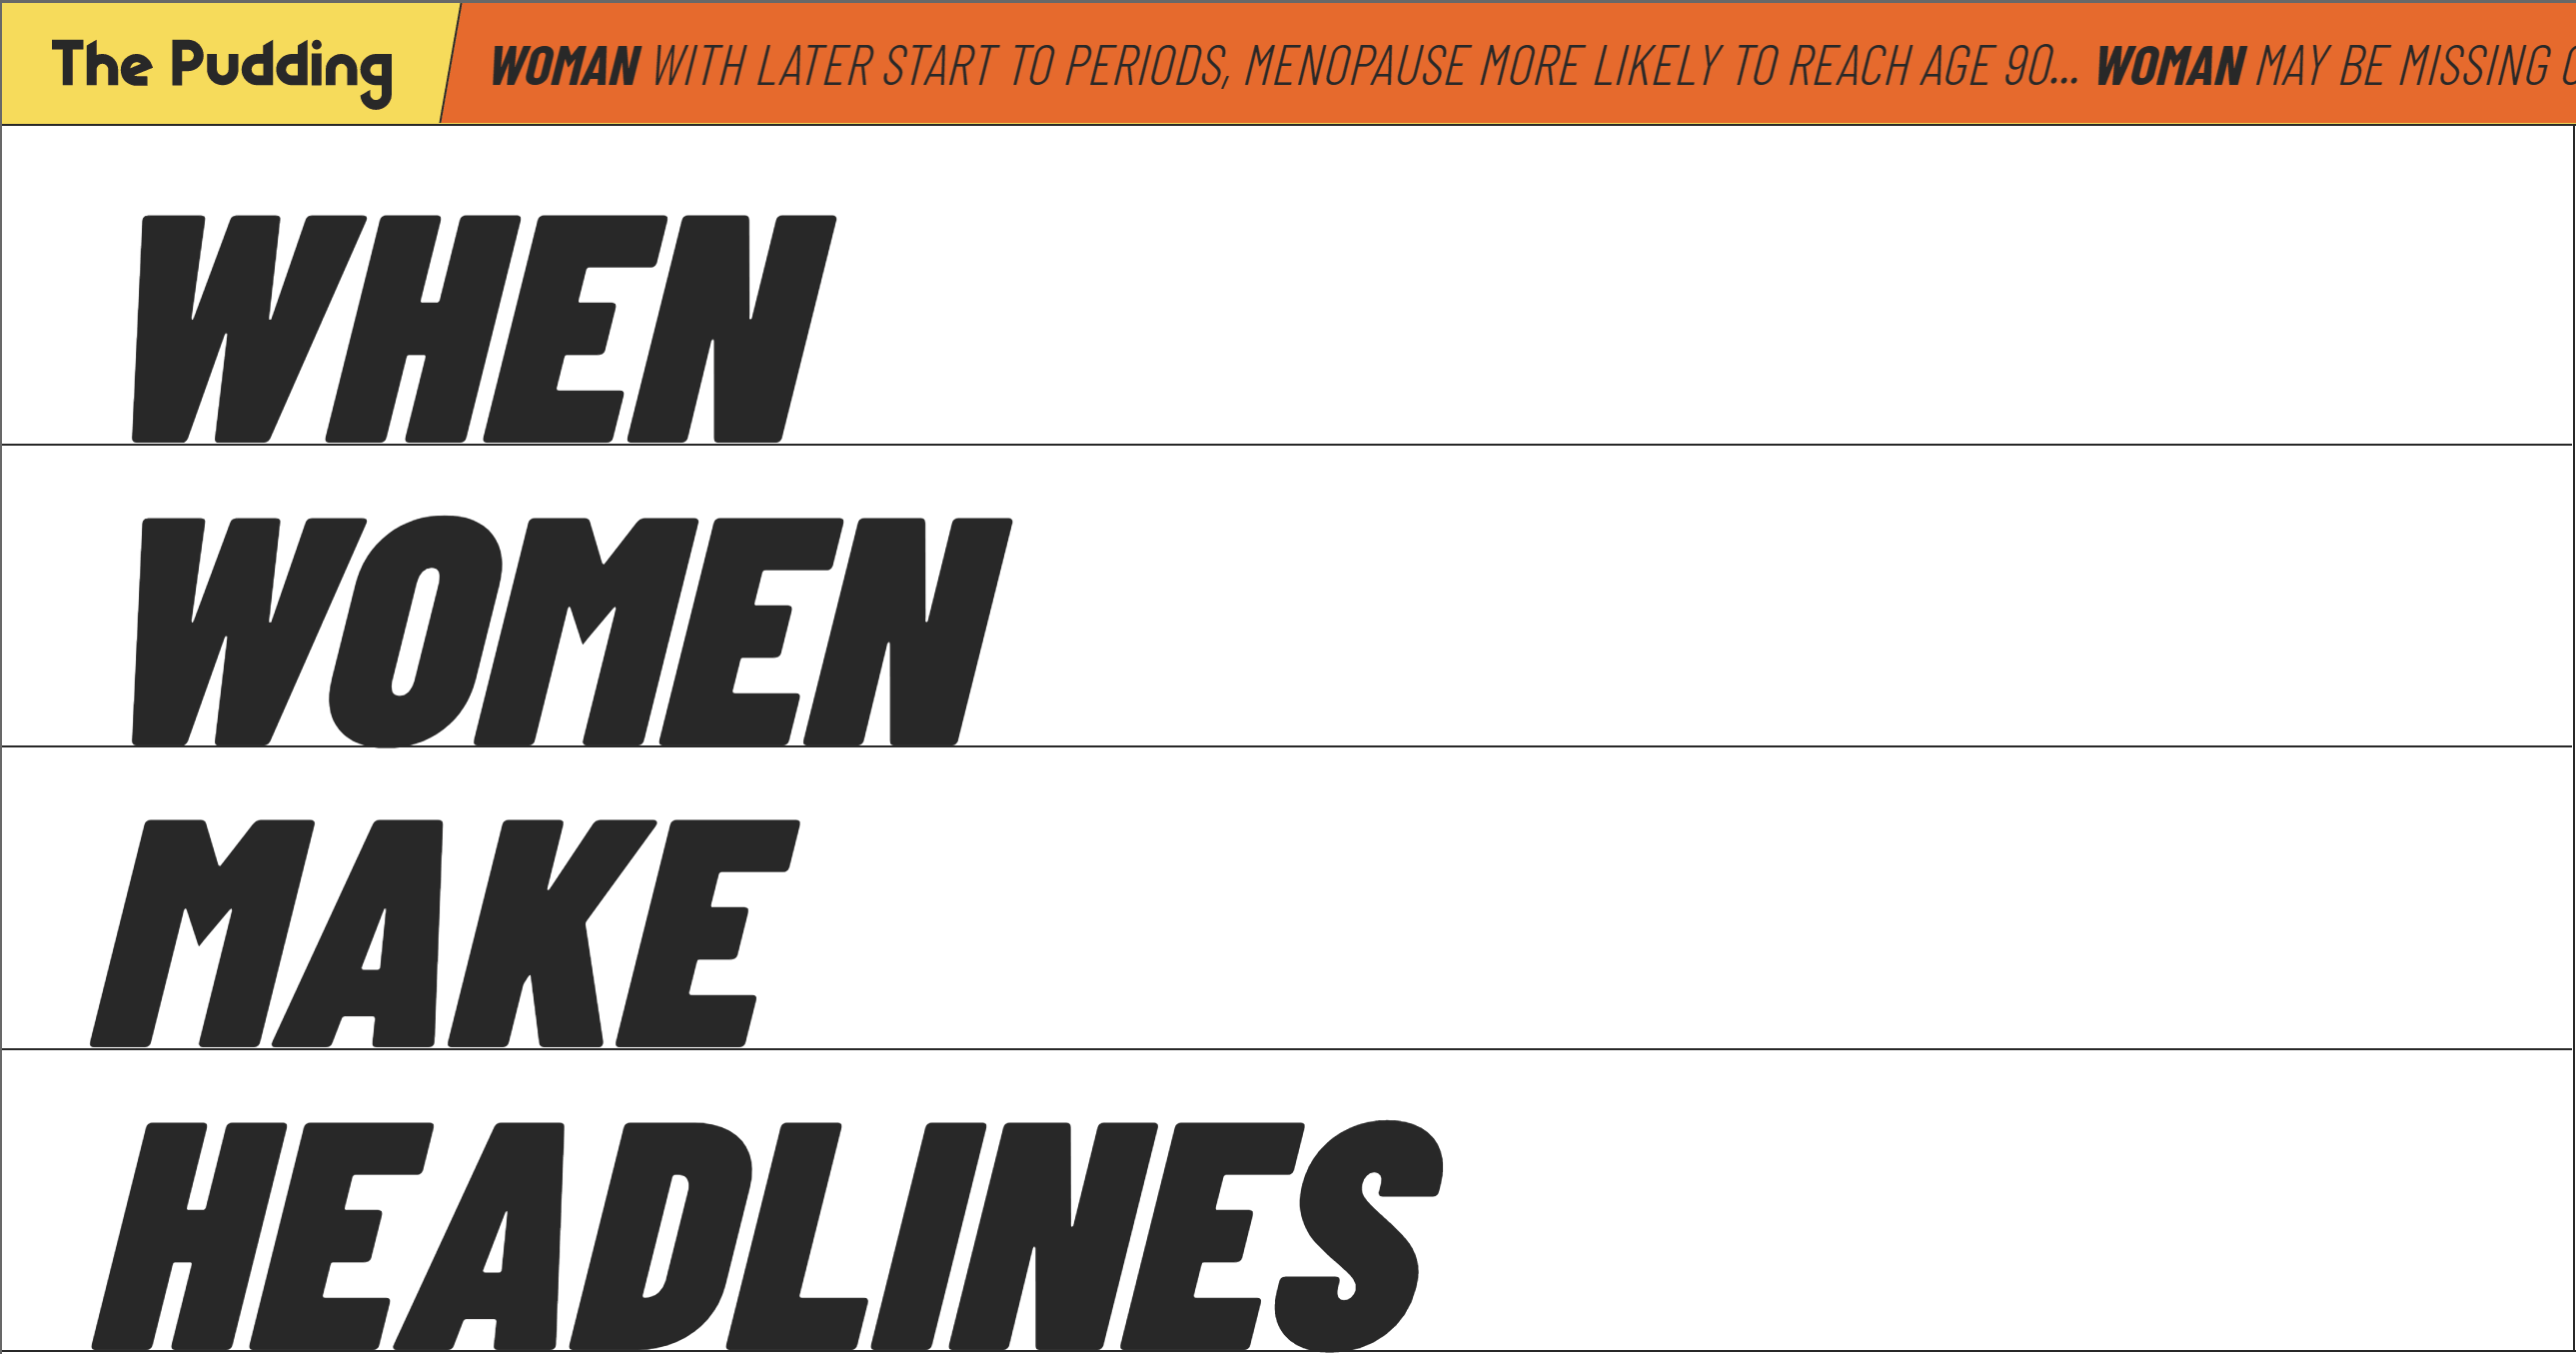 The Pudding
WOMAN WITH LATER START TO PERIODS, MENOPAUSE MORE LIKELY TO REACH AGE 90... WOMAN MAY BE MISSING
WHEN
WOMEN
MAKE
HEADLINES